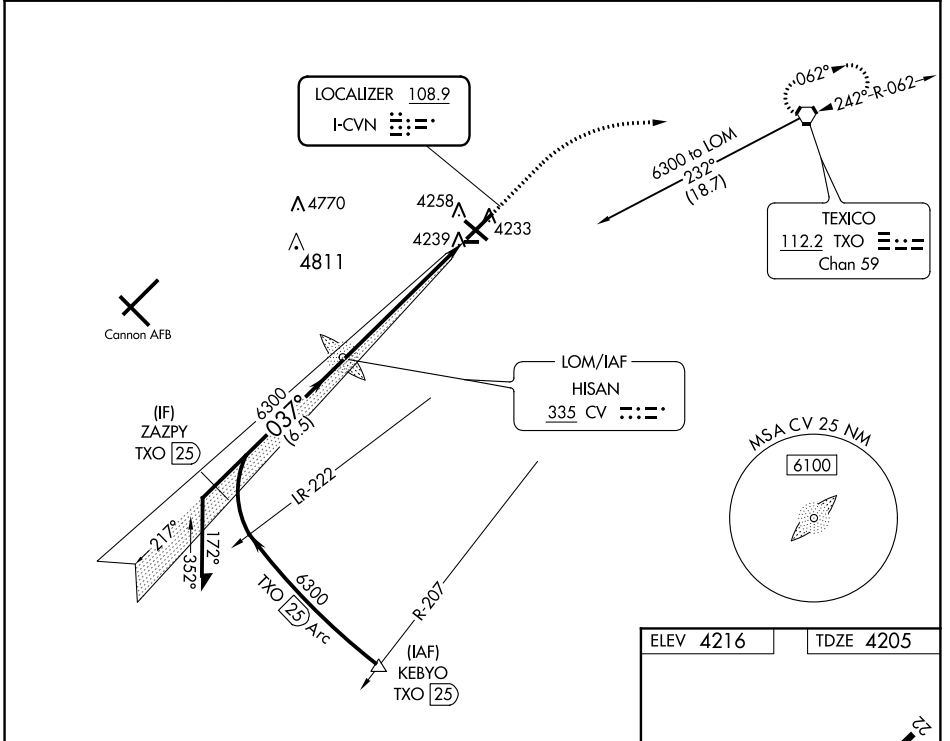 LOCALIZER 108.9
I-CVN
062°
242°-R-062
6300 to LOM
232°
(18.7)
TEXICO
112.2 TXO
Chan 59
4770
4258
4233
4239
4811
Cannon AFB
LOM/IAF
HISAN
335 CV
6300
037°
(6.5)
(IF)
ZAZPY
TXO 25
LR-222
217°
172°
352°
6300
TXO 25 Arc
R-207
(IAF)
KEBYO
TXO 25
MSA CV 25 NM
6100
ELEV 4216
TDZE 4205
22